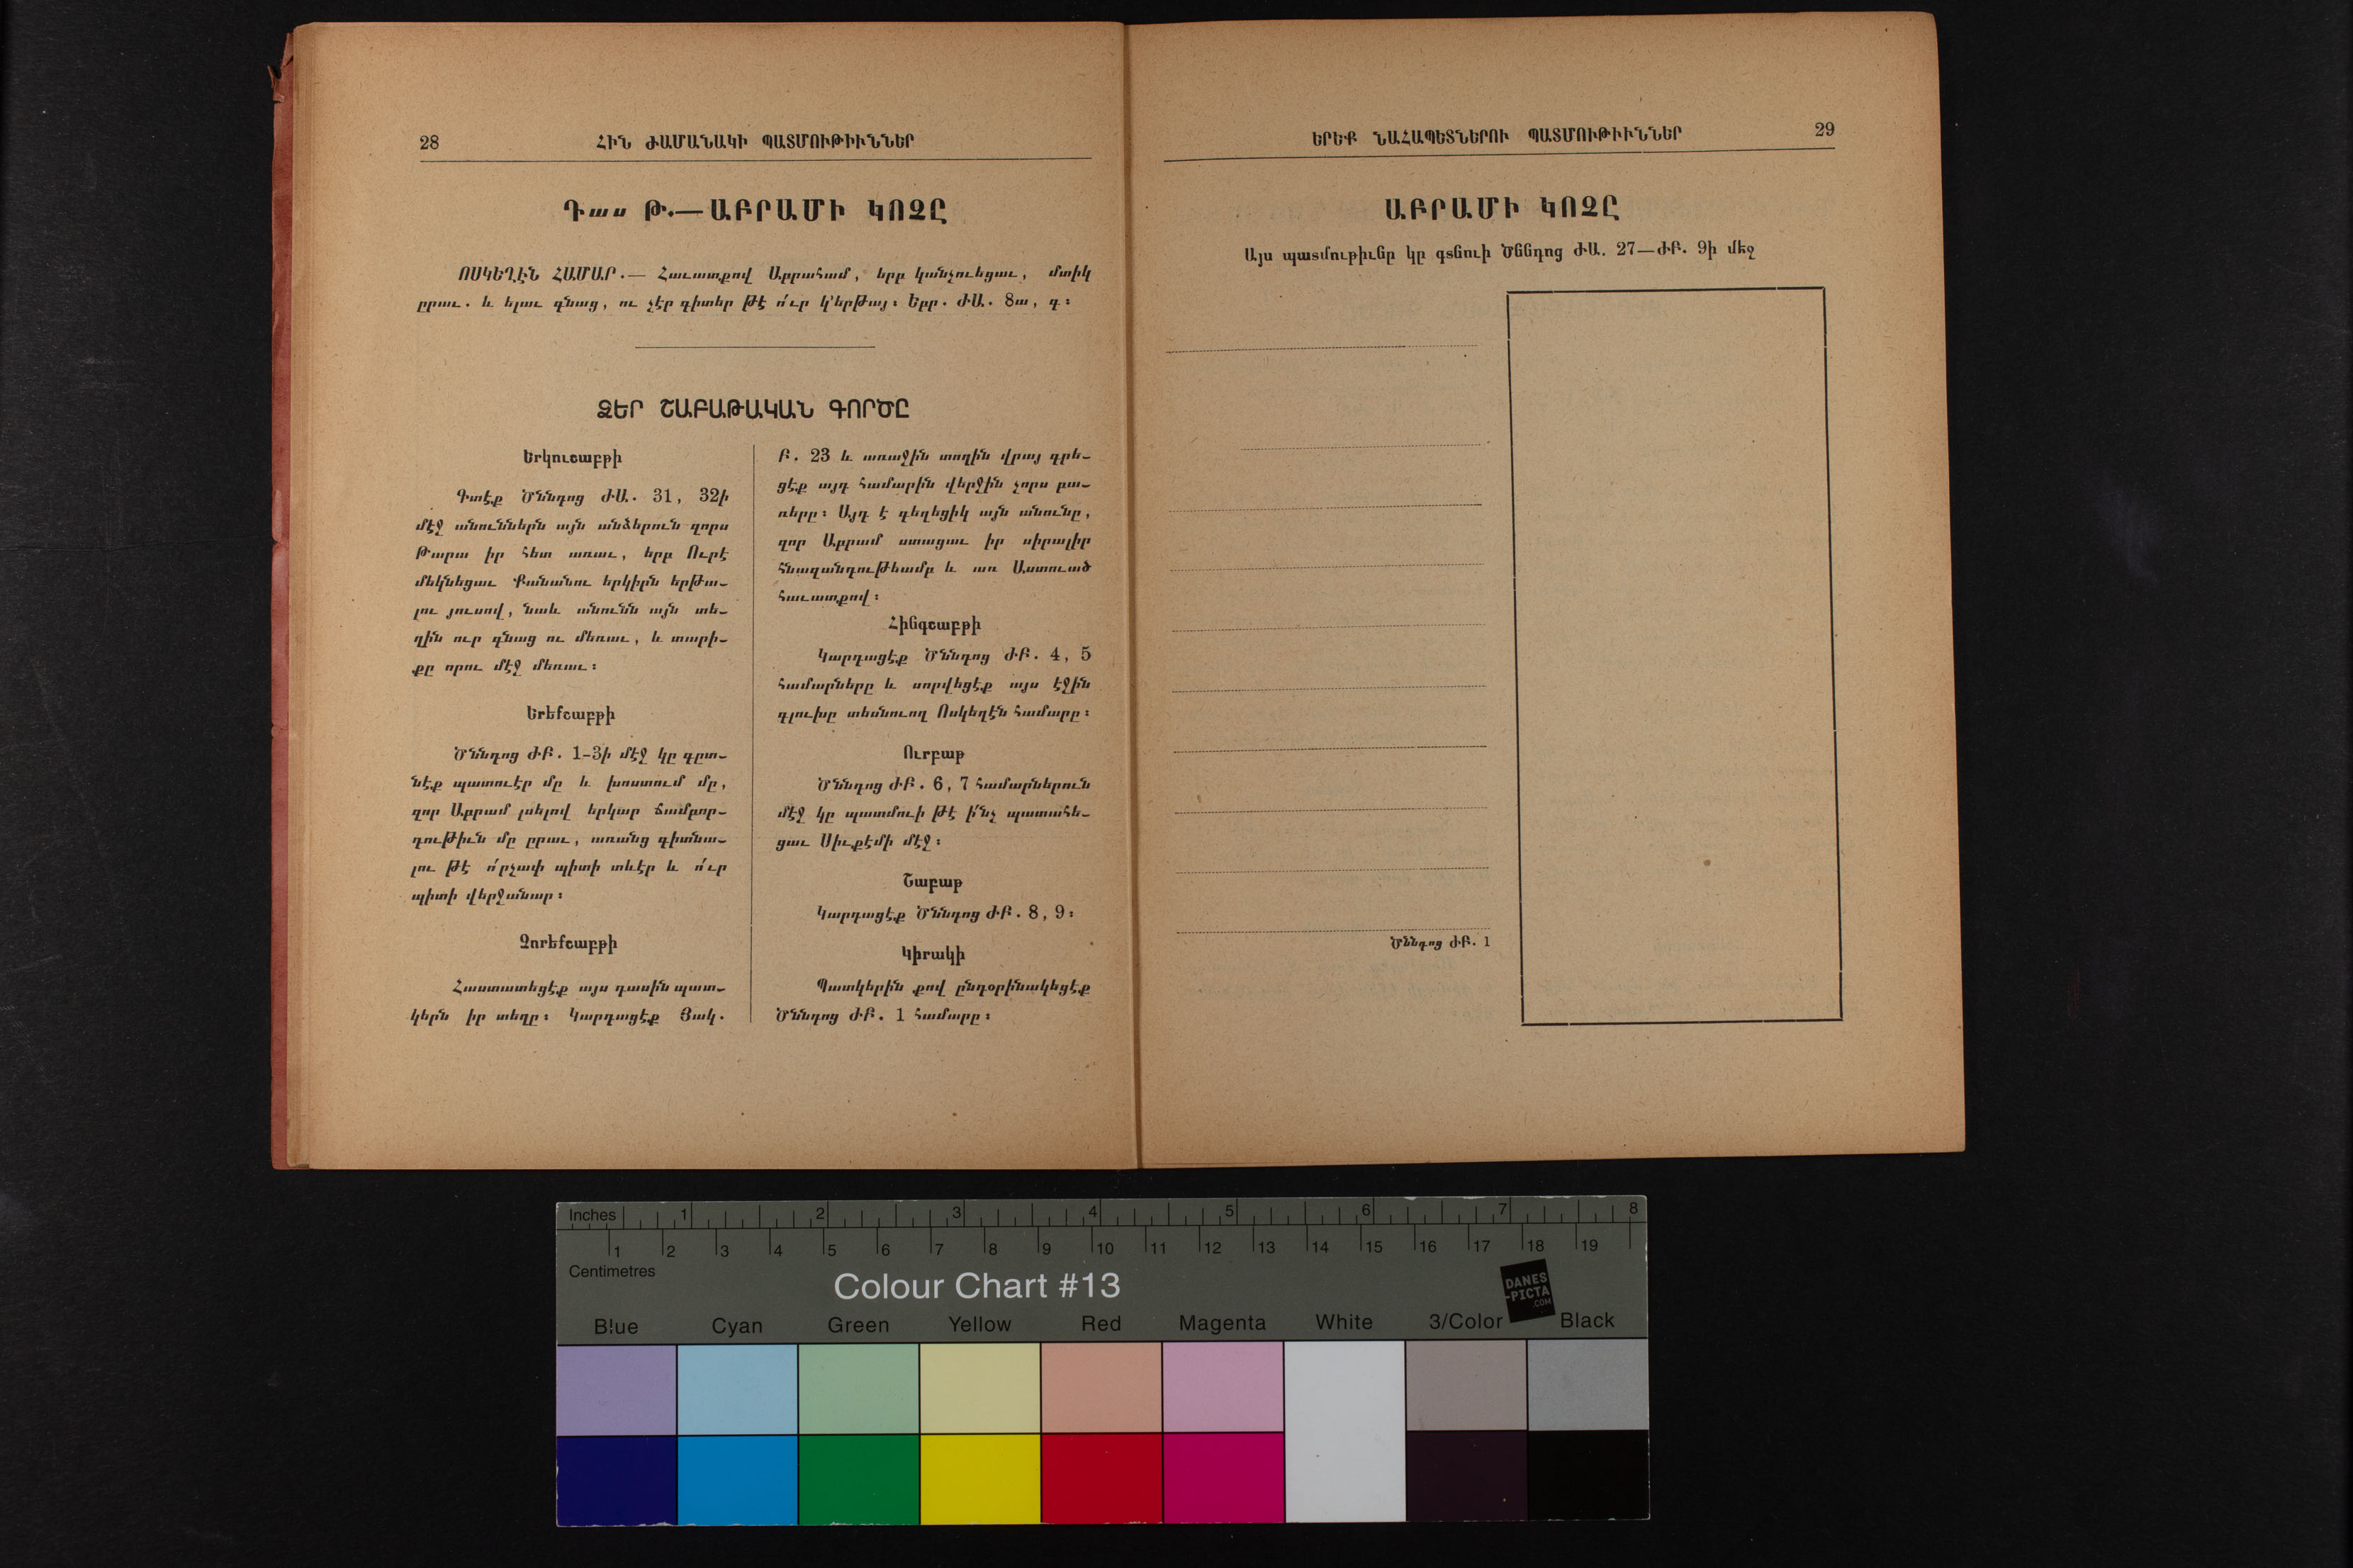 28 ՀԻՆ ԺԱՄԱՆԱԿԻ ՊԱՏՄՈՒԹԻՒՆՆԵՐ
Դաս Թ.—ԱԲՐԱՄԻ ԿՈՉԸ
ՈՍԿԵՂԷՆ ՀԱՄԱՐ.— Հաւատքով Աբրահամ, երբ կանչուեցաւ, մտիկ
ըրաւ. և ելաւ գնաց, ու չէր գիտեր թէ ո՛ւր կ՚երթայ։ Եբր. ԺԱ. 8ա, գ։
ՁԵՐ ՇԱԲԱԹԱԿԱՆ ԳՈՐԾԸ
Երկուշաբթի
Գտէք Ծննդոց ԺԱ. 31, 32ի
մէջ անուններն այն անձերուն զորս
Թարա իր հետ առաւ, երբ Ուրէ
մեկնեցաւ Քանանու երկիրն երթա-
լու յուսով, նաև անունն այն տե-
ղին ուր գնաց ու մեռաւ, և տարի-
քը որու մէջ մեռաւ։
Երեքշաբթի
Ծննդոց ԺԲ. 1-3ի մէջ կը գըտ-
նէք պատուէր մը և խոստում մը,
զոր Աբրամ լսելով երկար ճամբոր-
դութիւն մը ըրաւ, առանց գիտնա-
լու թէ ո՛րչափ պիտի տևէր և ո՛ւր
պիտի վերջանար։
Չորեքշաբթի
Հաստատեցէք այս դասին պատ-
կերն իր տեղը։ Կարդացէք Յակ.
Բ. 23 և առաջին տողին վրայ գրե-
ցէք այդ համարին վերջին չորս բա-
ռերը։ Այդ է գեղեցիկ այն անունը,
զոր Աբրամ ստացաւ իր սիրալիր
հնազանդութեամբ և առ Աստուած
հաւատքով։
Հինգշաբթի
Կարդացէք Ծննդոց ԺԲ. 4, 5
համարները և սորվեցէք այս էջին
գլուխը տեսնուող Ոսկեղէն համարը։
Ուրբաթ
Ծննդոց ԺԲ. 6, 7 համարներուն
մէջ կը պատմուի թէ ի՛նչ պատահե-
ցաւ Սիւքէմի մէջ։
Շաբաթ
Կարդացէք Ծննդոց ԺԲ. 8, 9։
Կիրակի
Պատկերին քով ընդօրինակեցէք
Ծննդոց ԺԲ. 1 համարը։
ԵՐԵՔ ՆԱՀԱՊԵՏՆԵՐՈՒ ՊԱՏՄՈՒԹԻՒՆՆԵՐ 29
ԱԲՐԱՄԻ ԿՈՉԸ
Այս պատմութիւնը կը գտնուի Ծննդոց ԺԱ. 27—ԺԲ. 9ի մեջ
Ծննդոց ԺԲ. 1
Inches 1 2 3 4 5 6 7 8
1 2 3 4 5 6 7 8 9 10 11 12 13 14 15 16 17 18 19
Centimetres
Colour Chart #13
DANES
-PICTA
.COM
Blue Cyan Green Yellow Red Magenta White 3/Color Black